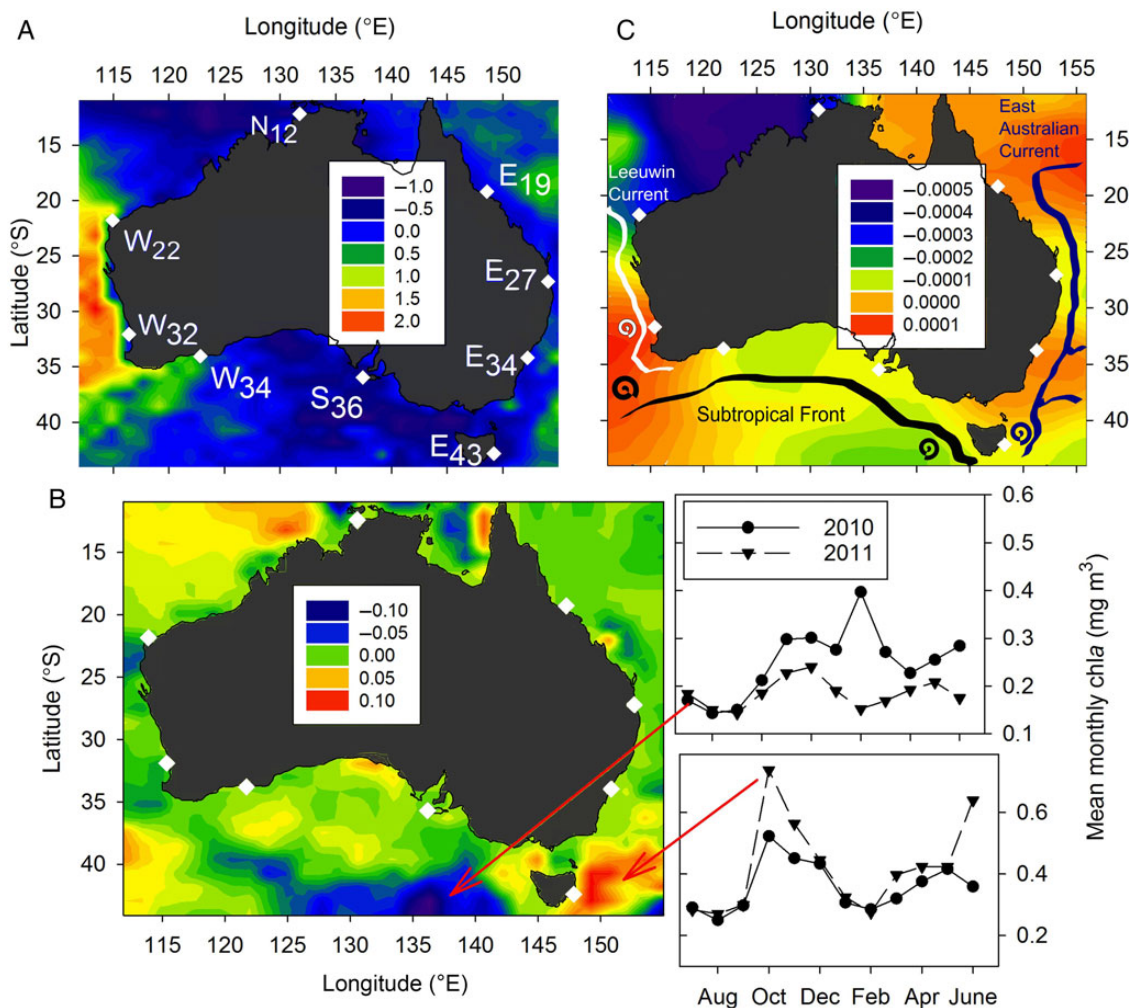 A
Longitude (°E)
115 122 126 131 135 140 144 149
Latitude (°S)
15
20
25
30
35
40
N12
E19
W22
E27
W32
W34
E34
S36
E43
−1.0
−0.5
0.0
0.5
1.0
1.5
2.0
C
Longitude (°E)
115 120 125 130 135 140 145 151 155
15
20
25
30
35
40
East
Australian
Current
Leeuwin
Current
Subtropical Front
−0.0005
−0.0004
−0.0003
−0.0002
−0.0001
0.0000
0.0001
B
Latitude (°S)
15
20
25
30
35
40
−0.10
−0.05
0.00
0.05
0.10
115 120 125 130 135 140 145 150
Longitude (°E)
2010
2011
0.6
0.5
0.4
0.3
0.2
0.1
Mean monthly chla (mg m³)
0.6
0.4
0.2
Aug Oct Dec Feb Apr June